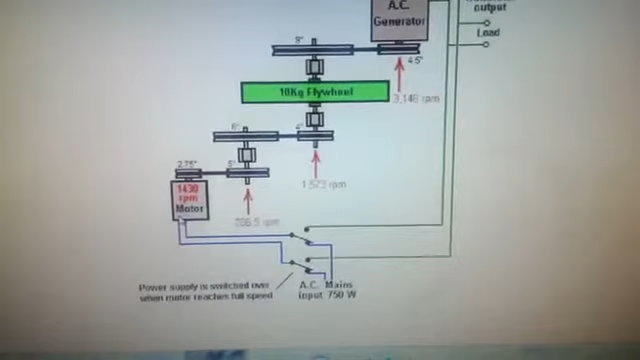 A.C.
Generator
output
Load
9"
4.5"
3,146 rpm
10Kg Flywheel
6"
4"
2.75"
5"
1,573 rpm
1430
rpm
Motor
786.5 rpm
Power supply is switched over
when motor reaches full speed
A.C. Mains
input 750 W